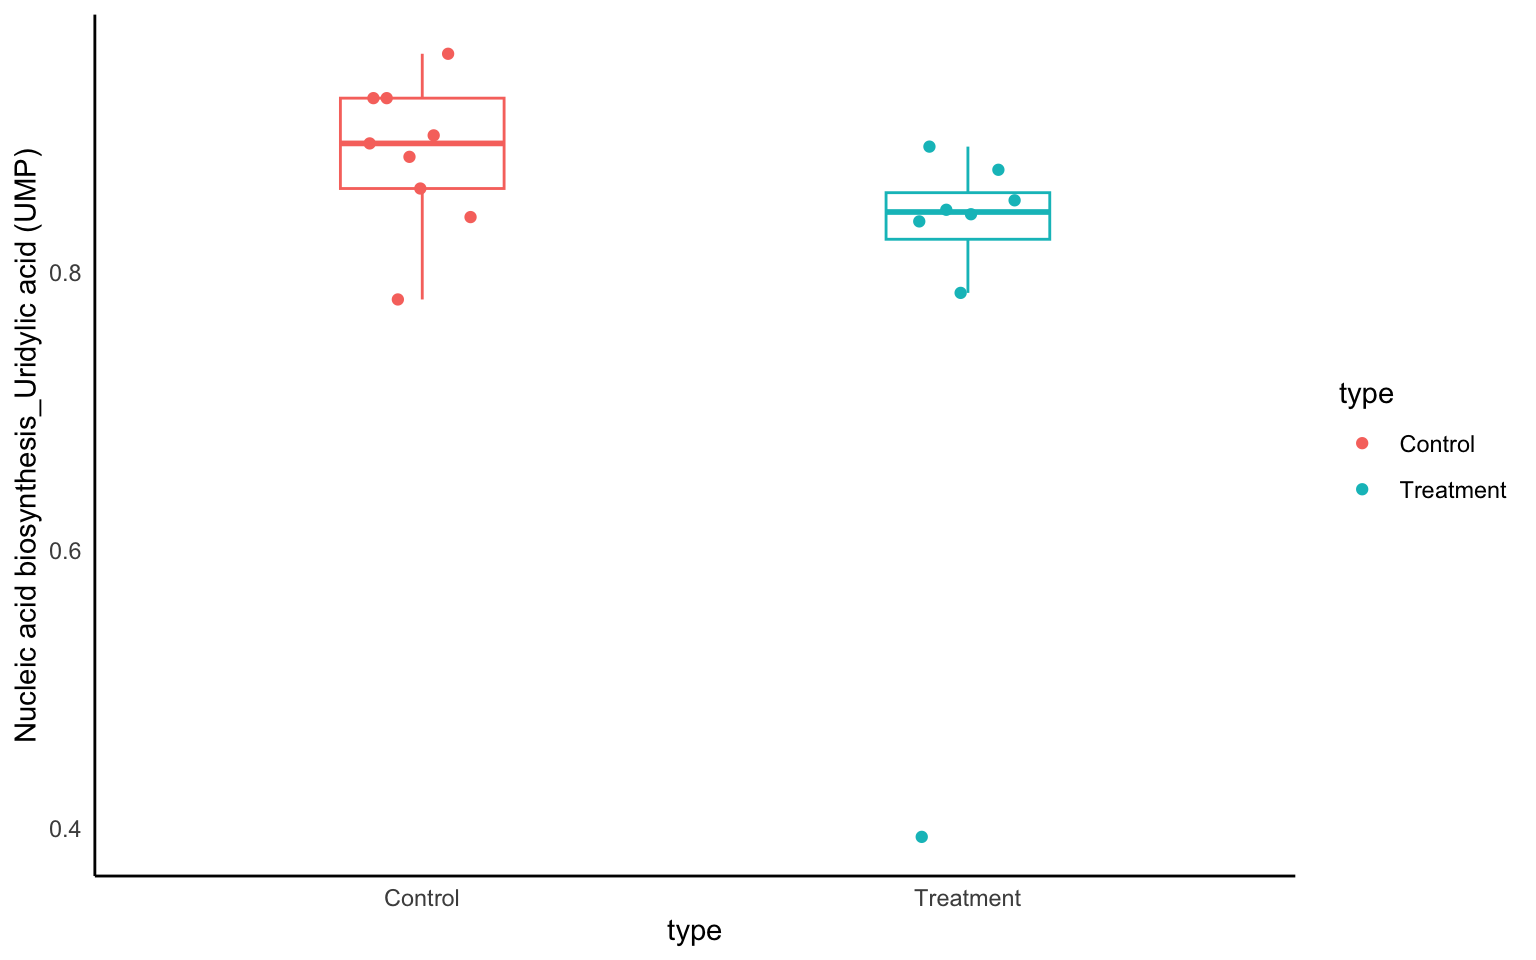 Nucleic acid biosynthesis_Uridylic acid (UMP)
0.8
0.6
0.4
Control
Treatment
type
type
Control
Treatment